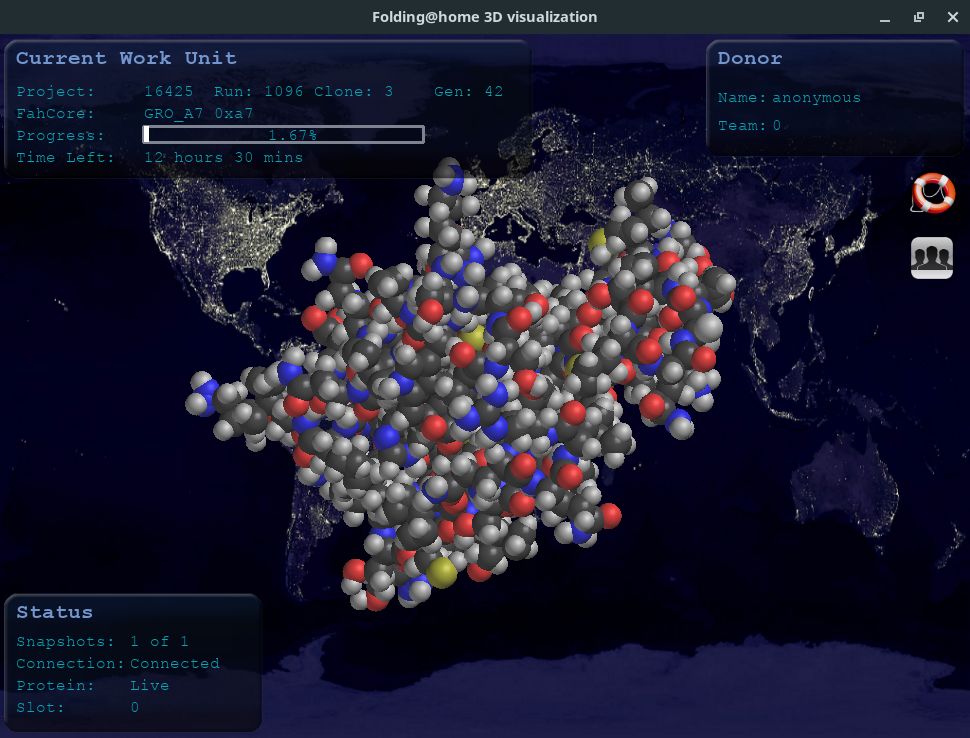 Folding@home 3D visualization
Current Work Unit
Project: 16425 Run: 1096 Clone: 3 Gen: 42
FahCore: GRO_A7 0xa7
Progress: 1.67%
Time Left: 12 hours 30 mins
Donor
Name: anonymous
Team: 0
Status
Snapshots: 1 of 1
Connection: Connected
Protein: Live
Slot: 0